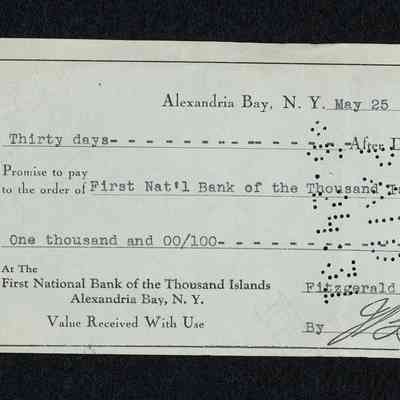 Alexandria Bay, N. Y. May 25
Thirty days- - - - - - - - - - - - - - After D
Promise to pay
to the order of First Nat'l Bank of the Thousand Is
One thousand and 00/100- - - - - - - - -
At The
First National Bank of the Thousand Islands
Alexandria Bay, N. Y.
Fitzgerald
Value Received With Use
By